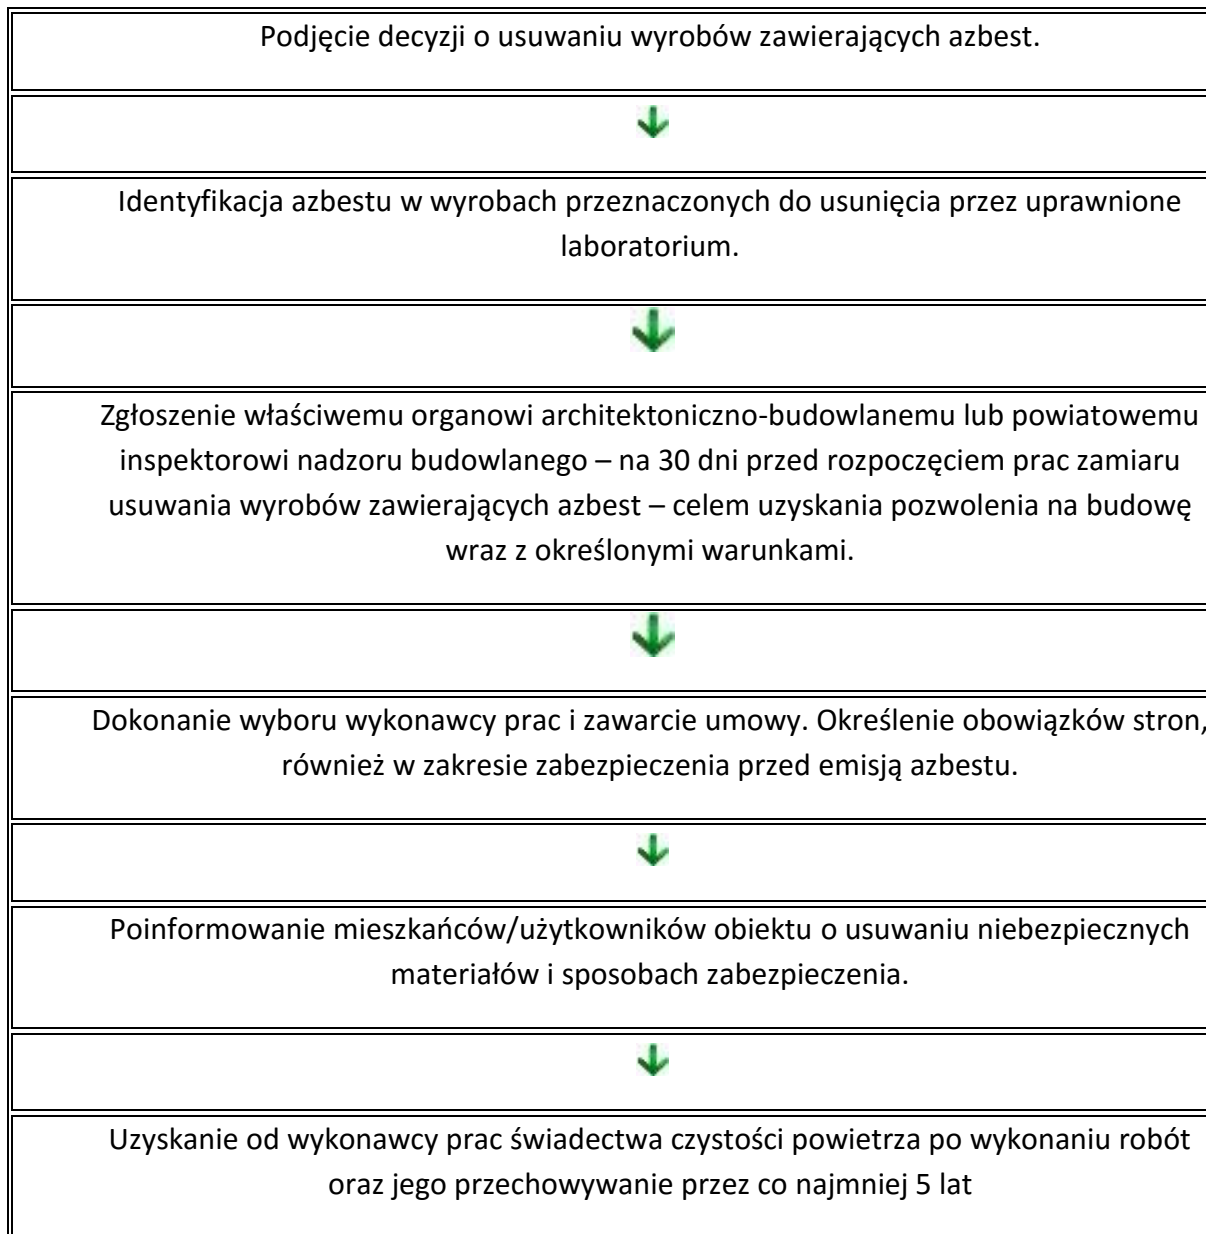 Podjęcie decyzji o usuwaniu wyrobów zawierających azbest.
Identyfikacja azbestu w wyrobach przeznaczonych do usunięcia przez uprawnione
laboratorium.
Zgłoszenie właściwemu organowi architektoniczno-budowlanemu lub powiatowemu
inspektorowi nadzoru budowlanego – na 30 dni przed rozpoczęciem prac zamiaru
usuwania wyrobów zawierających azbest – celem uzyskania pozwolenia na budowę
wraz z określonymi warunkami.
Dokonanie wyboru wykonawcy prac i zawarcie umowy. Określenie obowiązków stron,
również w zakresie zabezpieczenia przed emisją azbestu.
Poinformowanie mieszkańców/użytkowników obiektu o usuwaniu niebezpiecznych
materiałów i sposobach zabezpieczenia.
Uzyskanie od wykonawcy prac świadectwa czystości powietrza po wykonaniu robót
oraz jego przechowywanie przez co najmniej 5 lat